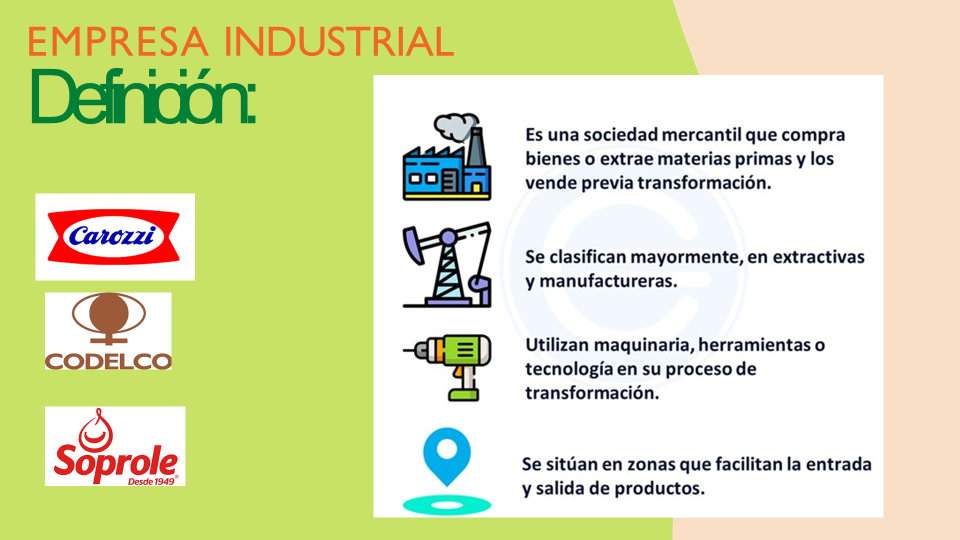 EMPRESA INDUSTRIAL
Definición:
Carozzi
CODELCO
Soprole
Desde 1949
Es una sociedad mercantil que compra
bienes o extrae materias primas y los
vende previa transformación.
Se clasifican mayormente, en extractivas
y manufactureras.
Utilizan maquinaria, herramientas o
tecnología en su proceso de
transformación.
Se sitúan en zonas que facilitan la entrada
y salida de productos.